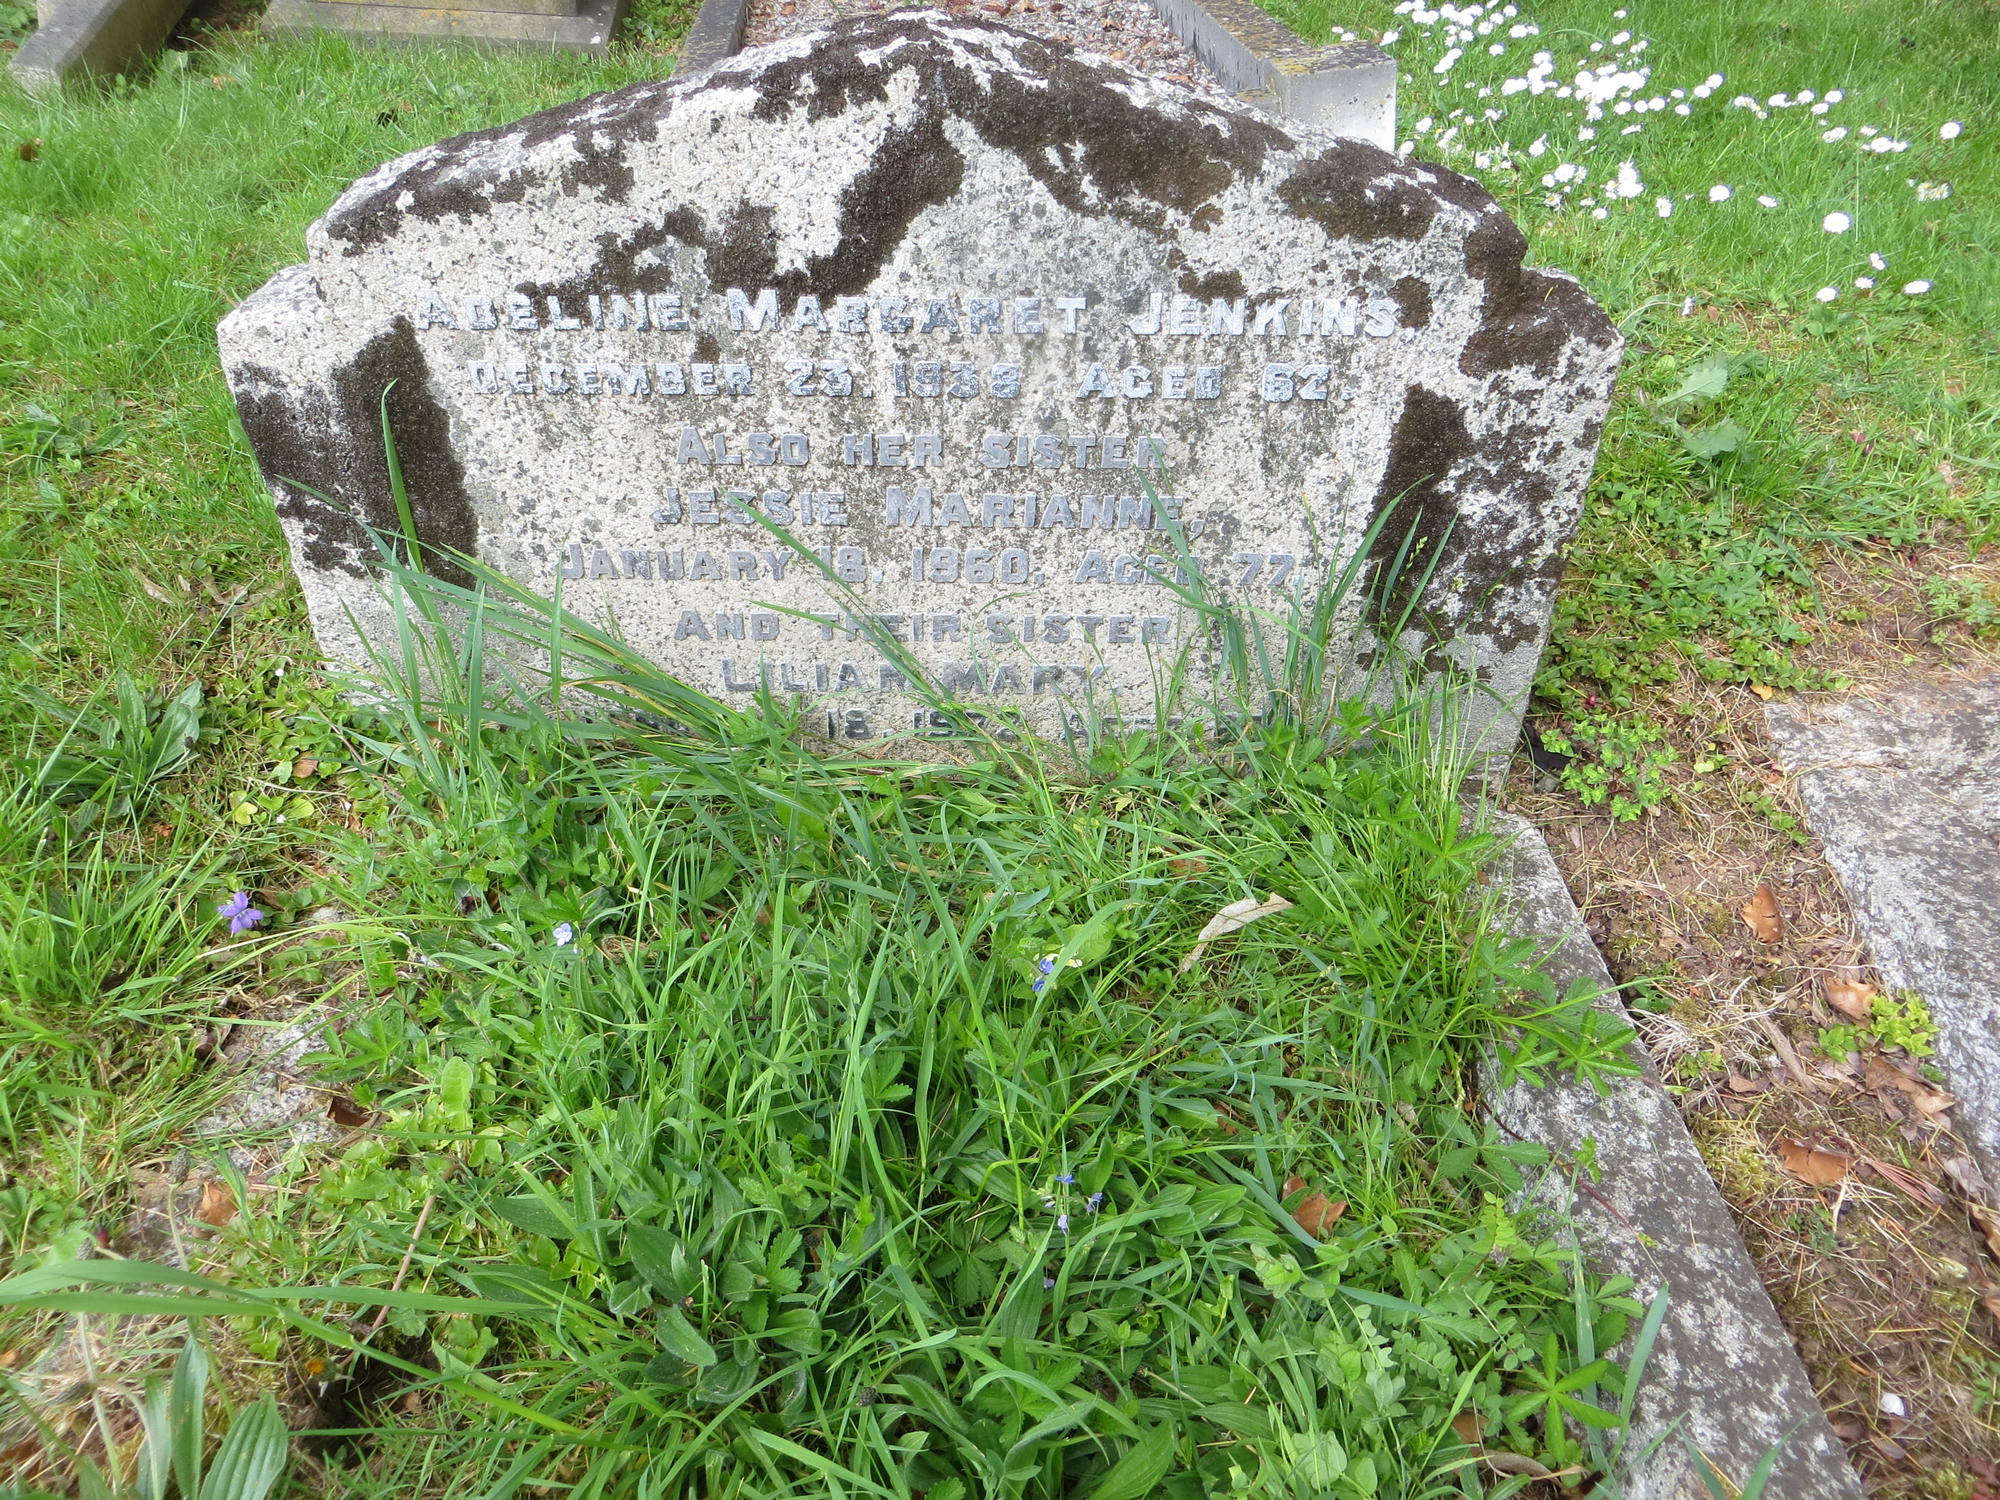 Adeline Margaret Jenkins,
December 23, 1938 Aged 62.
Also her sister
Jessie Marianne,
January 18, 1960, Aged 77,
And their sister
Lilian Mary,
18, Aged